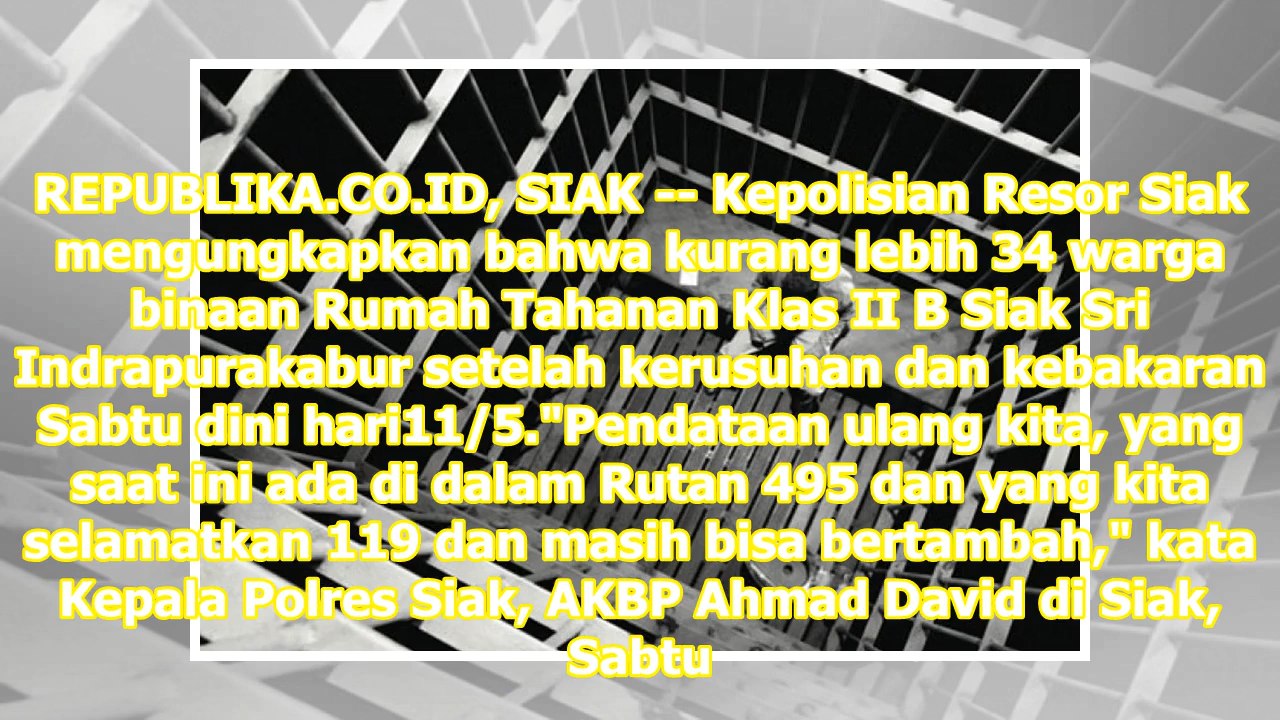 REPUBLIKA.CO.ID, SIAK -- Kepolisian Resor Siak
mengungkapkan bahwa kurang lebih 34 warga
binaan Rumah Tahanan Klas II B Siak Sri
Indrapurakabur setelah kerusuhan dan kebakaran
Sabtu dini hari11/5."Pendataan ulang kita, yang
saat ini ada di dalam Rutan 495 dan yang kita
selamatkan 119 dan masih bisa bertambah," kata
Kepala Polres Siak, AKBP Ahmad David di Siak,
Sabtu